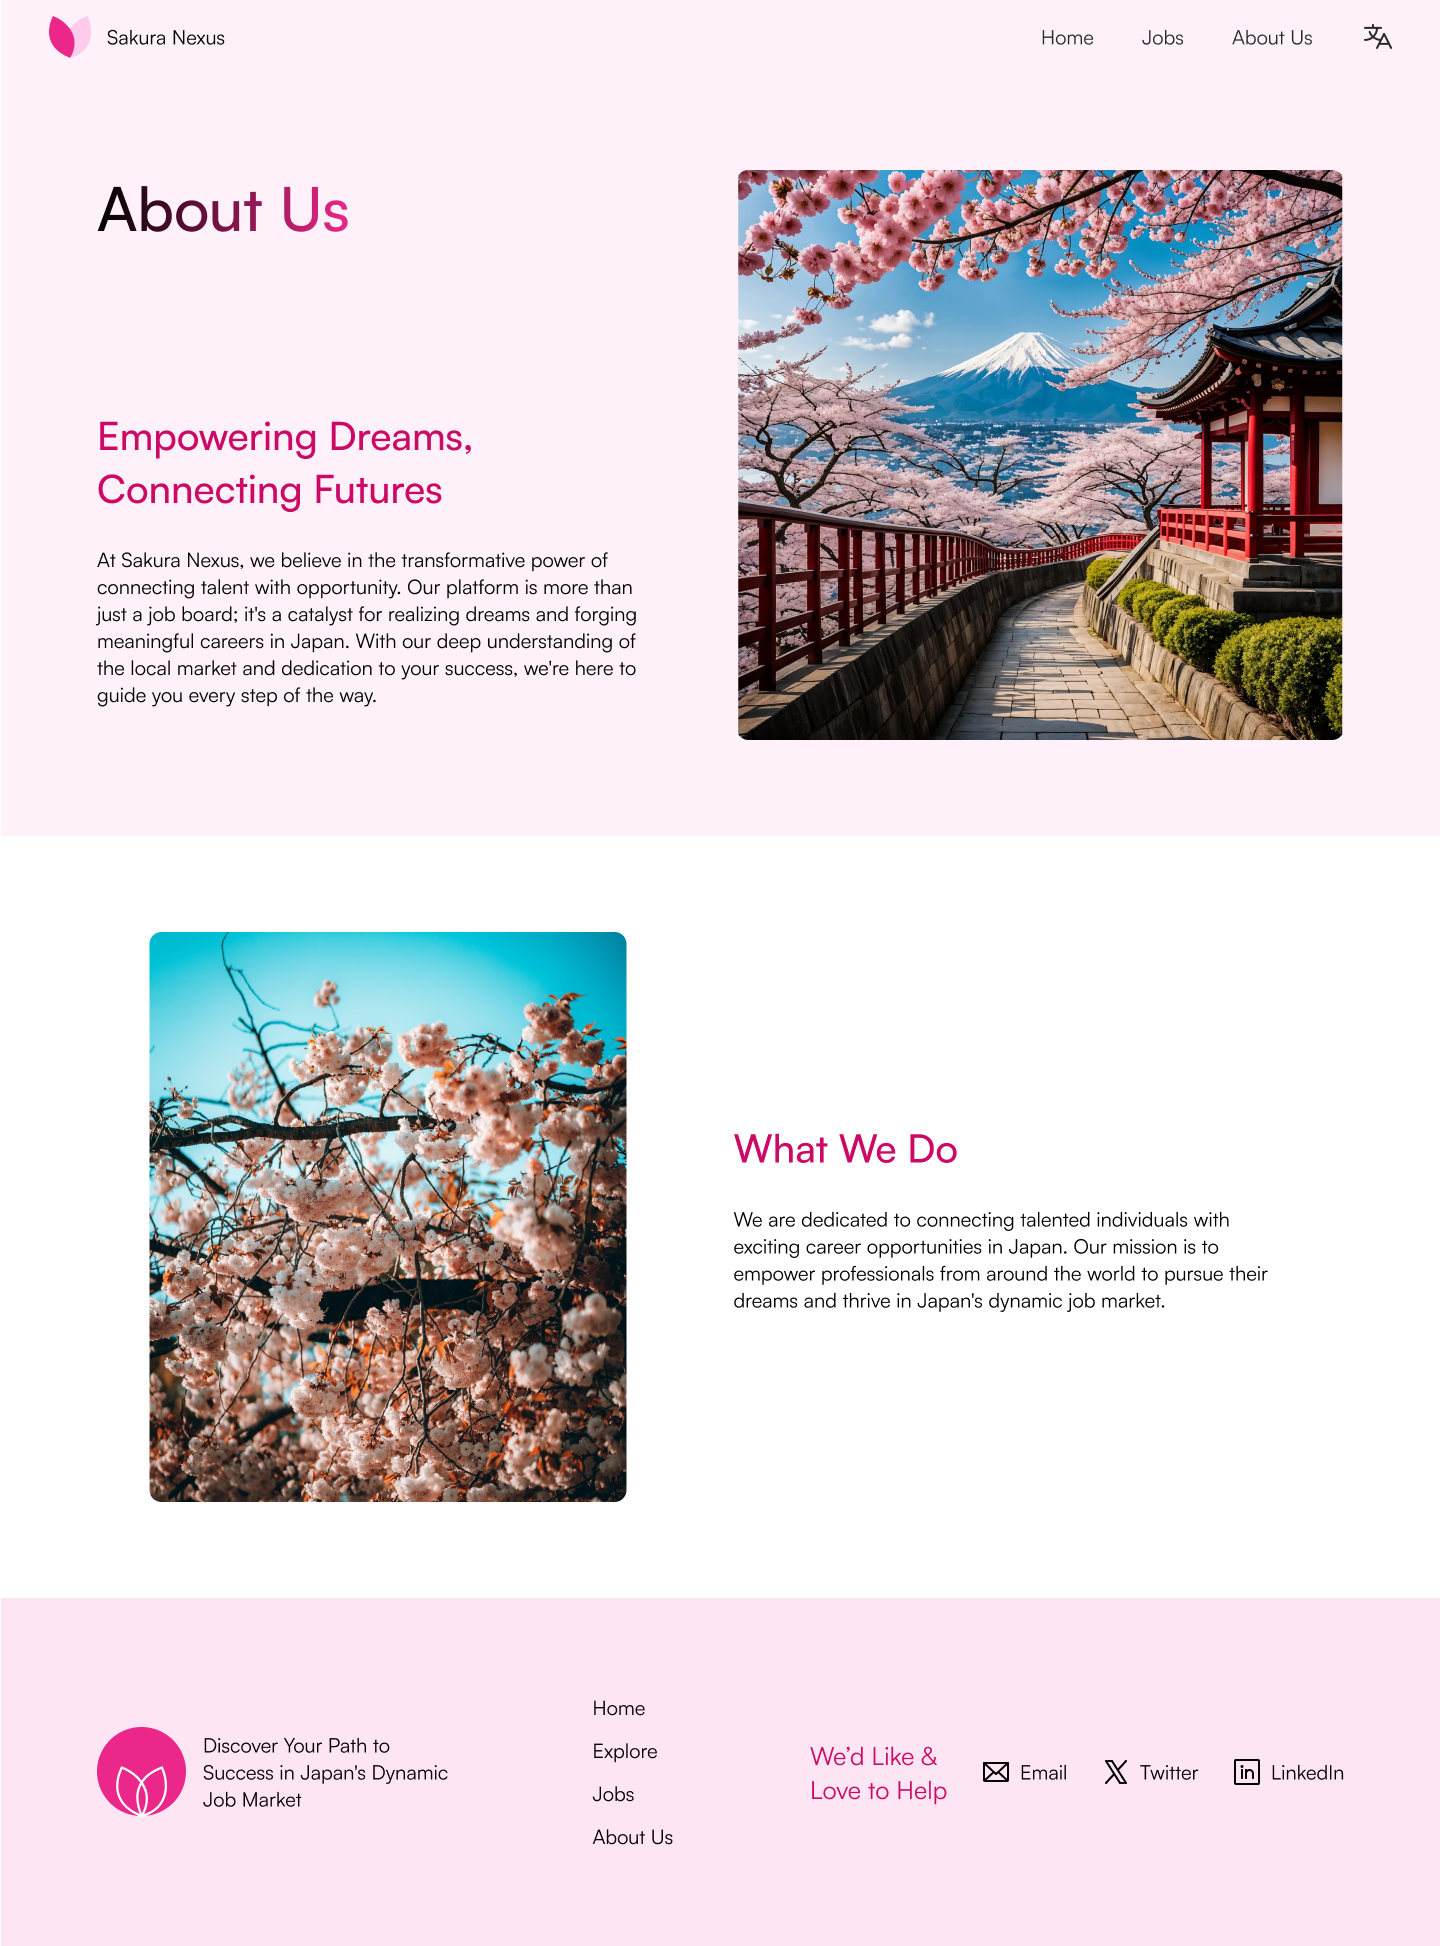 Sakura Nexus
Home
Jobs
About Us
About Us
Empowering Dreams,
Connecting Futures
At Sakura Nexus, we believe in the transformative power of
connecting talent with opportunity. Our platform is more than
just a job board; it's a catalyst for realizing dreams and forging
meaningful careers in Japan. With our deep understanding of
the local market and dedication to your success, we're here to
guide you every step of the way.
What We Do
We are dedicated to connecting talented individuals with
exciting career opportunities in Japan. Our mission is to
empower professionals from around the world to pursue their
dreams and thrive in Japan's dynamic job market.
Discover Your Path to
Success in Japan's Dynamic
Job Market
Home
Explore
Jobs
About Us
We’d Like &
Love to Help
Email
Twitter
LinkedIn